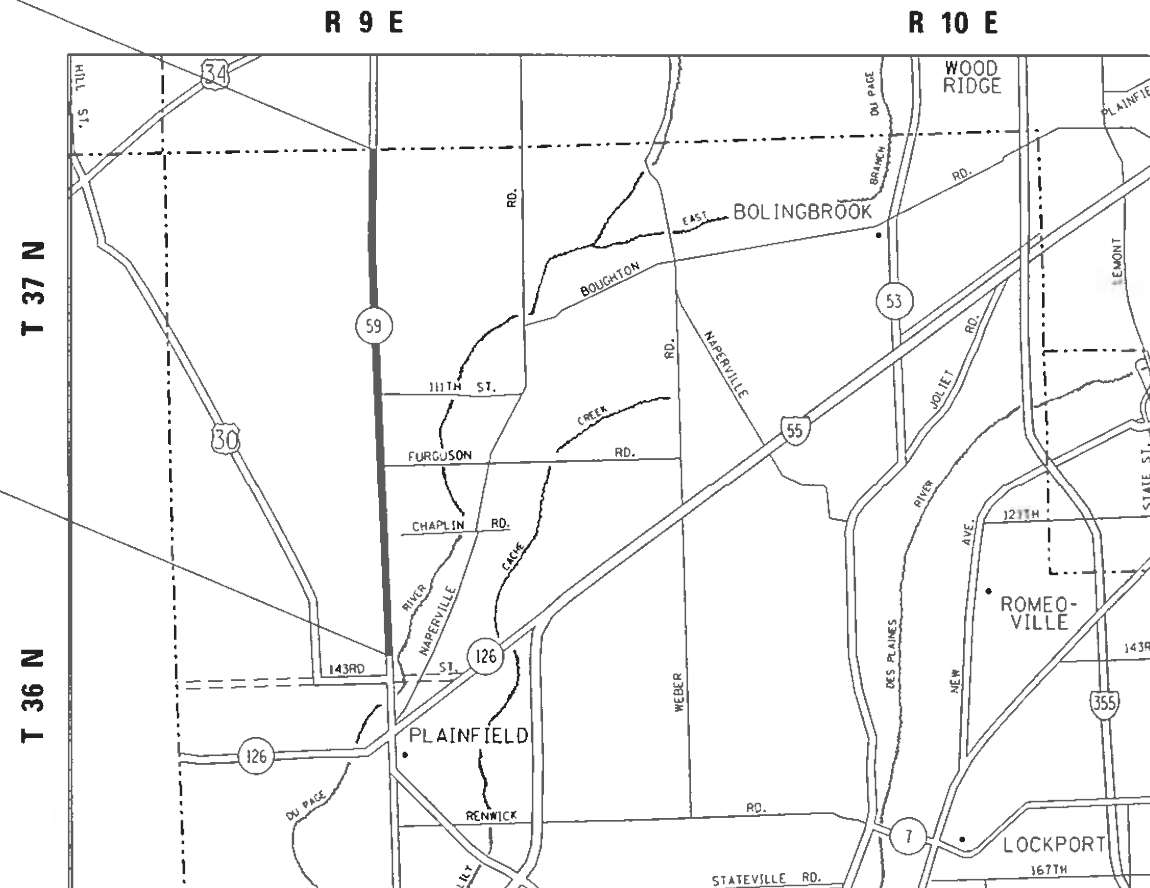 R 9 E
R 10 E
T 37 N
T 36 N
HILL ST.
34
RD.
DU PAGE
BRANCH
WOOD
RIDGE
EAST
BOLINGBROOK
RD.
BOUGHTON
LEMONT
59
53
RD.
NAPERVILLE
RD.
JOLIET
111TH ST.
CREEK
55
30
FURGUSON RD.
RIVER
STATE ST.
CHAPLIN RD.
AVE.
127TH
CACHE
RIVER
NAPERVILLE
ROMEO-
VILLE
DES PLAINES
126
143RD ST.
WEBER
NEW
355
PLAINFIELD
126
DU PAGE
RENWICK RD.
7
LOCKPORT
STATEVILLE RD.
167TH